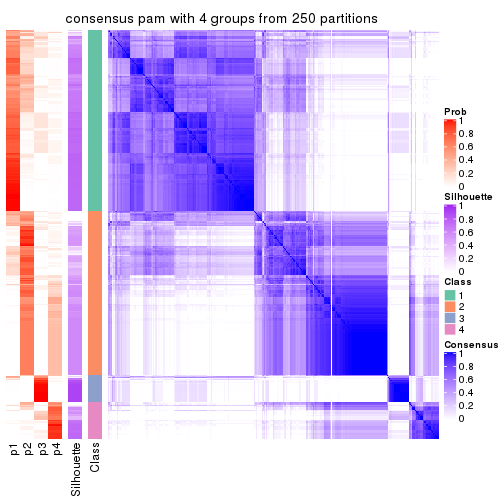 consensus pam with 4 groups from 250 partitions
Prob
1
0.8
0.6
0.4
0.2
0
Silhouette
1
0.8
0.6
0.4
0.2
0
Class
1
2
3
4
Consensus
1
0.8
0.6
0.4
0.2
0
p1
p2
p3
p4
Silhouette
Class